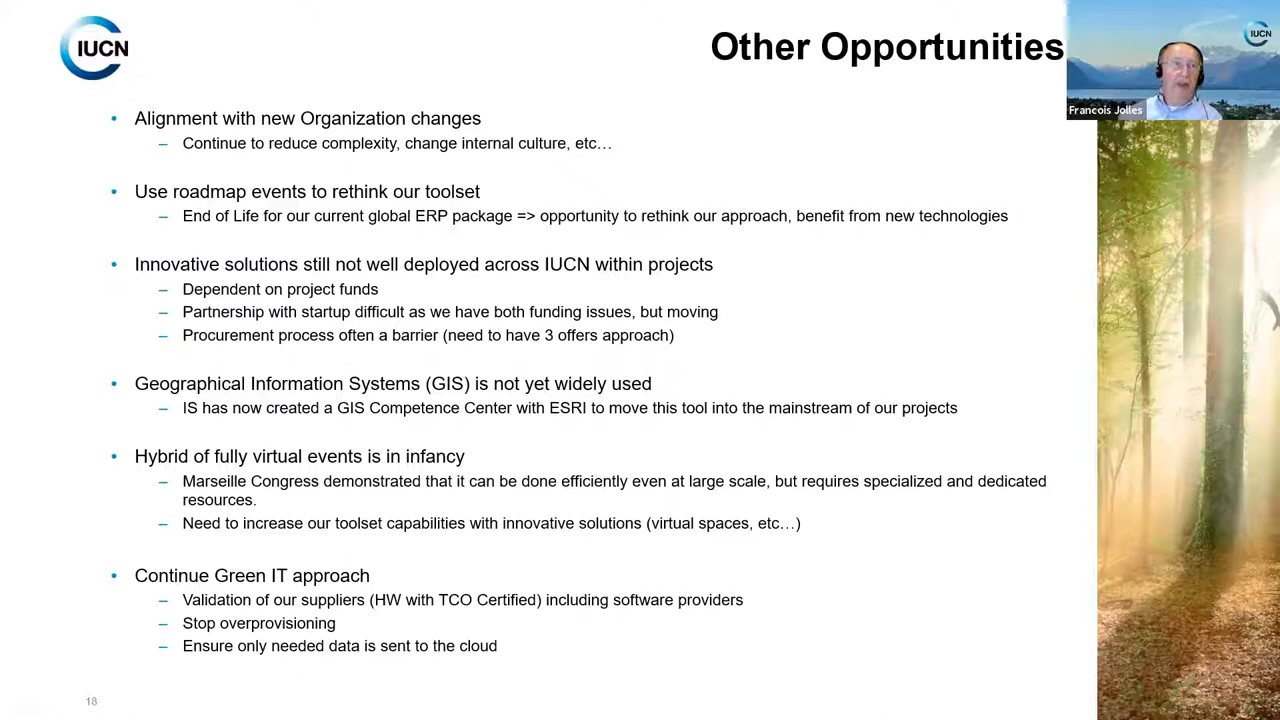 IUCN
Other Opportunities
IUCN
Francois Jolles
• Alignment with new Organization changes
– Continue to reduce complexity, change internal culture, etc…
• Use roadmap events to rethink our toolset
– End of Life for our current global ERP package => opportunity to rethink our approach, benefit from new technologies
• Innovative solutions still not well deployed across IUCN within projects
– Dependent on project funds
– Partnership with startup difficult as we have both funding issues, but moving
– Procurement process often a barrier (need to have 3 offers approach)
• Geographical Information Systems (GIS) is not yet widely used
– IS has now created a GIS Competence Center with ESRI to move this tool into the mainstream of our projects
• Hybrid of fully virtual events is in infancy
– Marseille Congress demonstrated that it can be done efficiently even at large scale, but requires specialized and dedicated
resources.
– Need to increase our toolset capabilities with innovative solutions (virtual spaces, etc…)
• Continue Green IT approach
– Validation of our suppliers (HW with TCO Certified) including software providers
– Stop overprovisioning
– Ensure only needed data is sent to the cloud
18